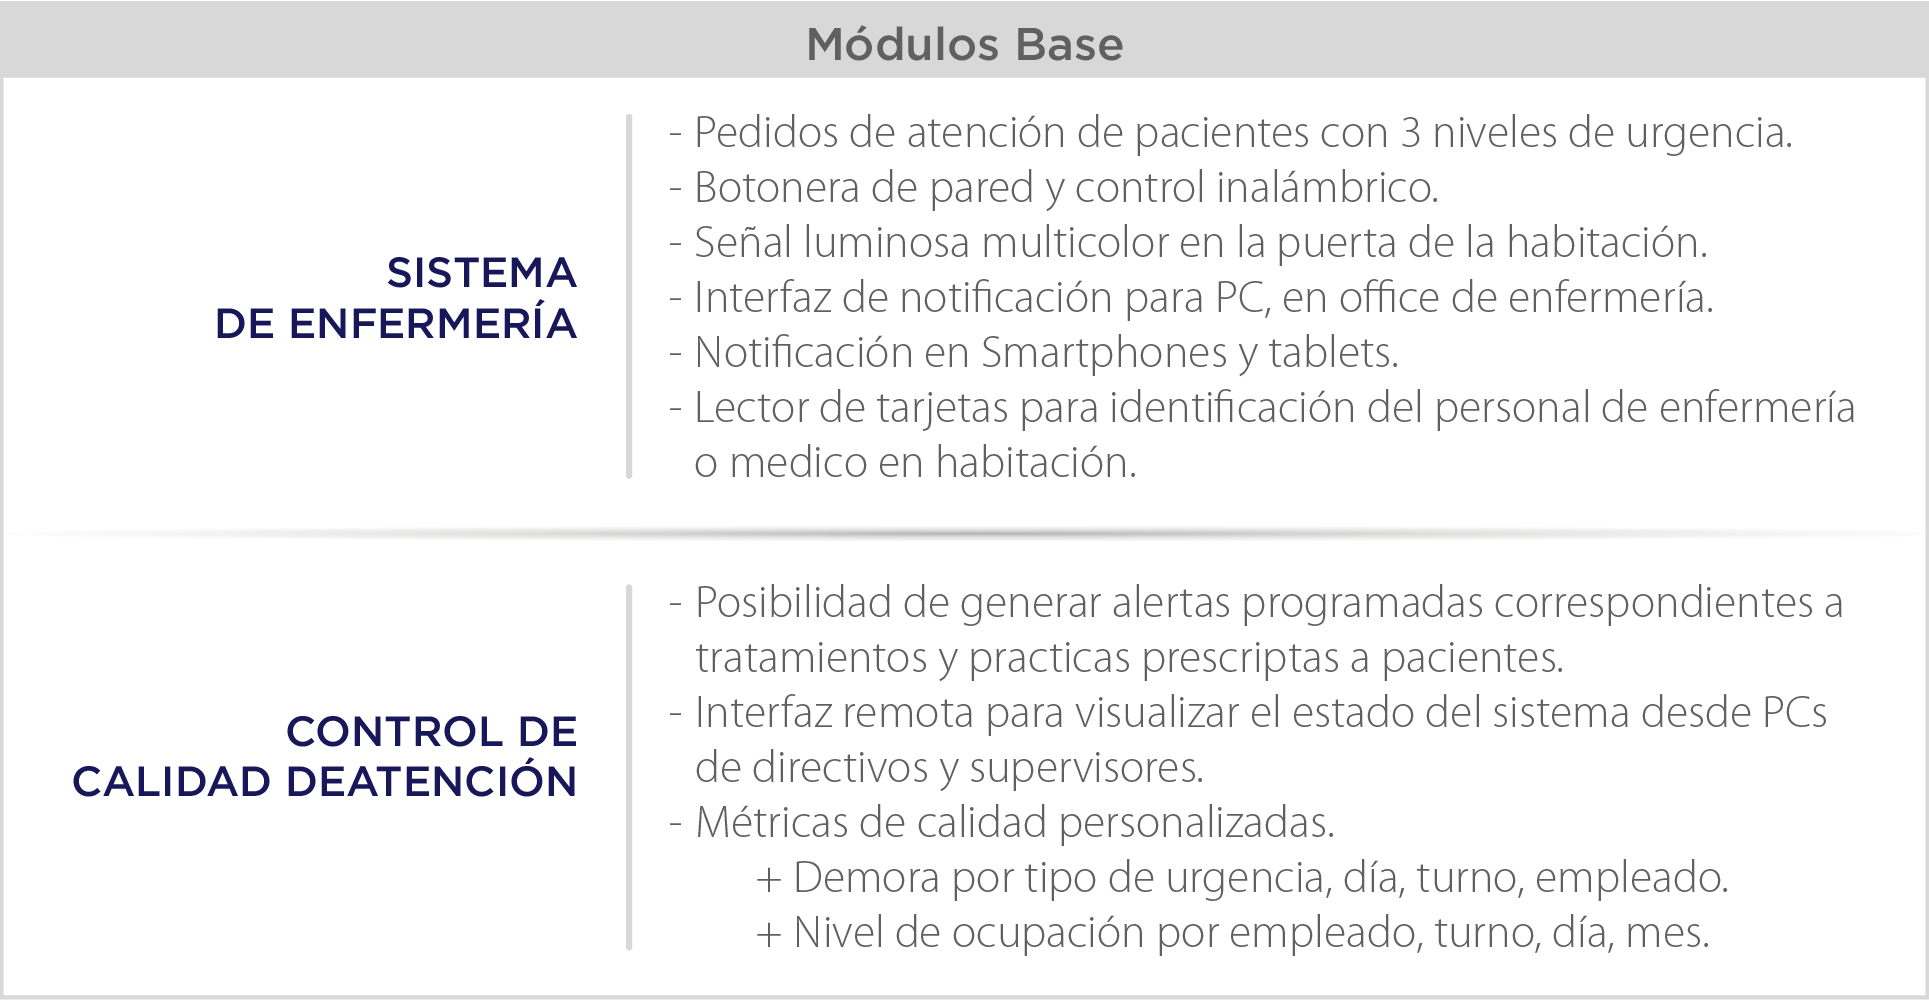 Módulos Base
SISTEMA
DE ENFERMERÍA
- Pedidos de atención de pacientes con 3 niveles de urgencia.
- Botonera de pared y control inalámbrico.
- Señal luminosa multicolor en la puerta de la habitación.
- Interfaz de notificación para PC, en office de enfermería.
- Notificación en Smartphones y tablets.
- Lector de tarjetas para identificación del personal de enfermería
o medico en habitación.
CONTROL DE
CALIDAD DEATENCIÓN
- Posibilidad de generar alertas programadas correspondientes a
tratamientos y practicas prescriptas a pacientes.
- Interfaz remota para visualizar el estado del sistema desde PCs
de directivos y supervisores.
- Métricas de calidad personalizadas.
+ Demora por tipo de urgencia, día, turno, empleado.
+ Nivel de ocupación por empleado, turno, día, mes.